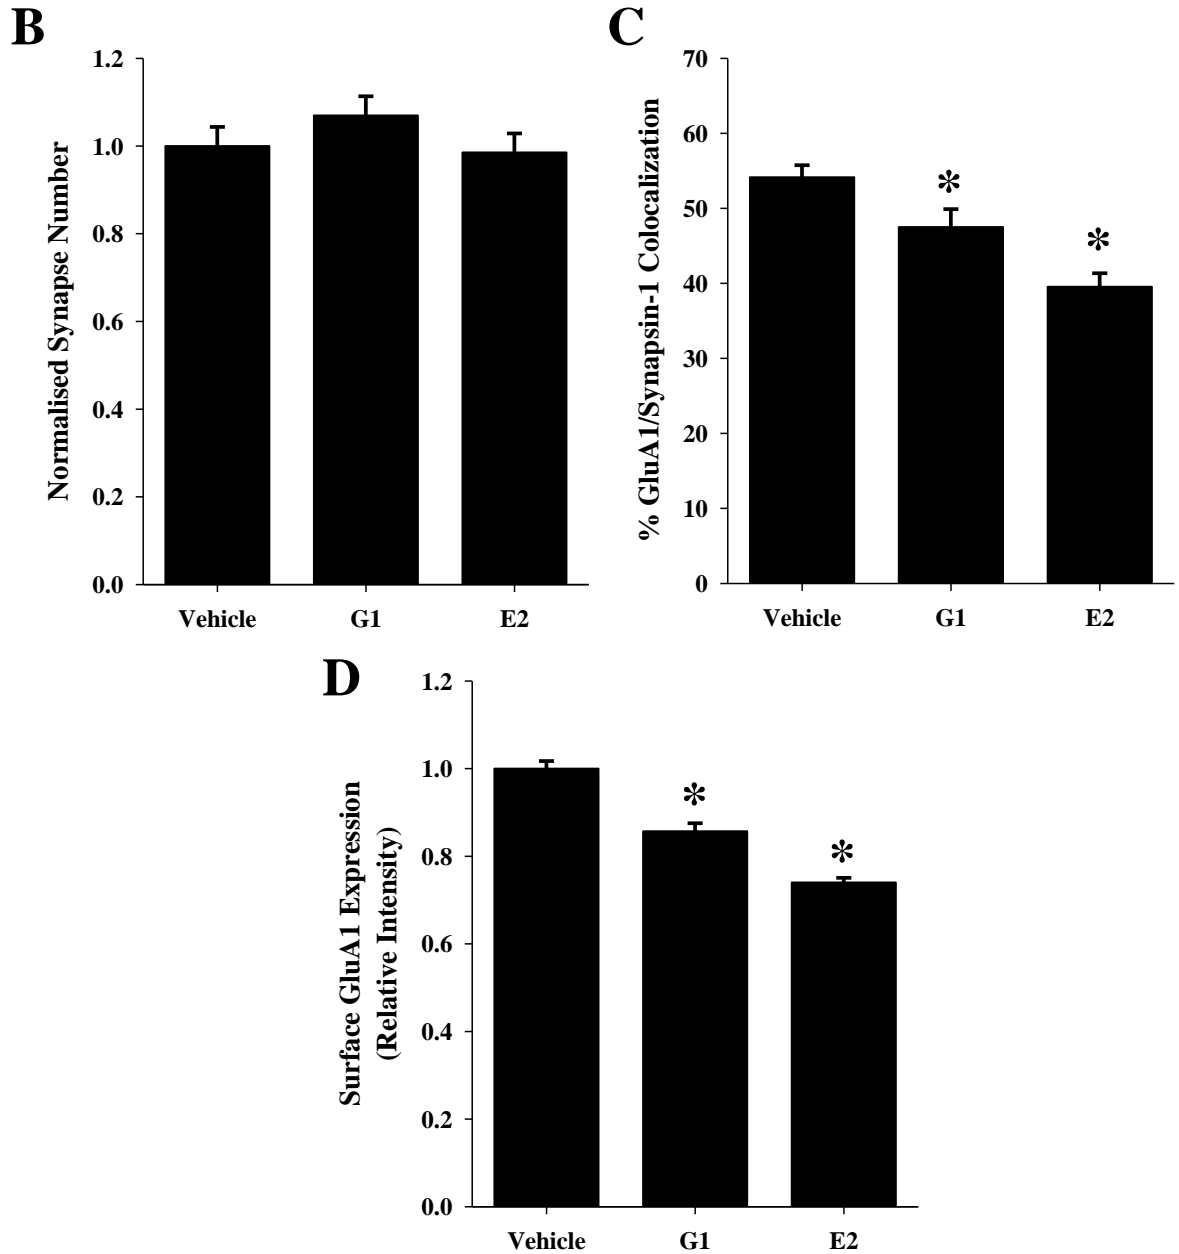 B
Normalised Synapse Number
1.2
1.0
0.8
0.6
0.4
0.2
0.0
Vehicle G1 E2
C
% GluA1/Synapsin-1 Colocalization
70
60
50
40
30
20
10
0
* *
Vehicle G1 E2
D
Surface GluA1 Expression
(Relative Intensity)
1.2
1.0
0.8
0.6
0.4
0.2
0.0
* *
Vehicle G1 E2